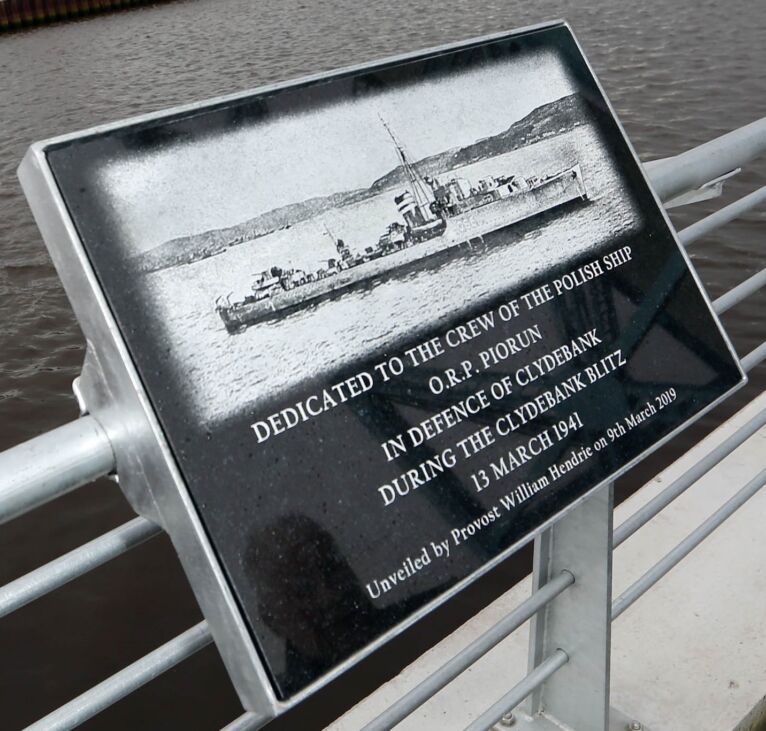 DEDICATED TO THE CREW OF THE POLISH SHIP
O.R.P. PIORUN
IN DEFENCE OF CLYDEBANK
DURING THE CLYDEBANK BLITZ
13 MARCH 1941
Unveiled by Provost William Hendrie on 9th March 2019